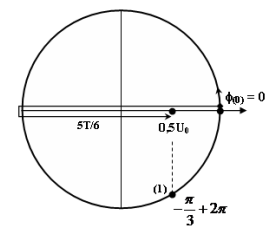 ϕ₍₀₎ = 0
5T/6
0,5U₀
(1)
-π/3 + 2π